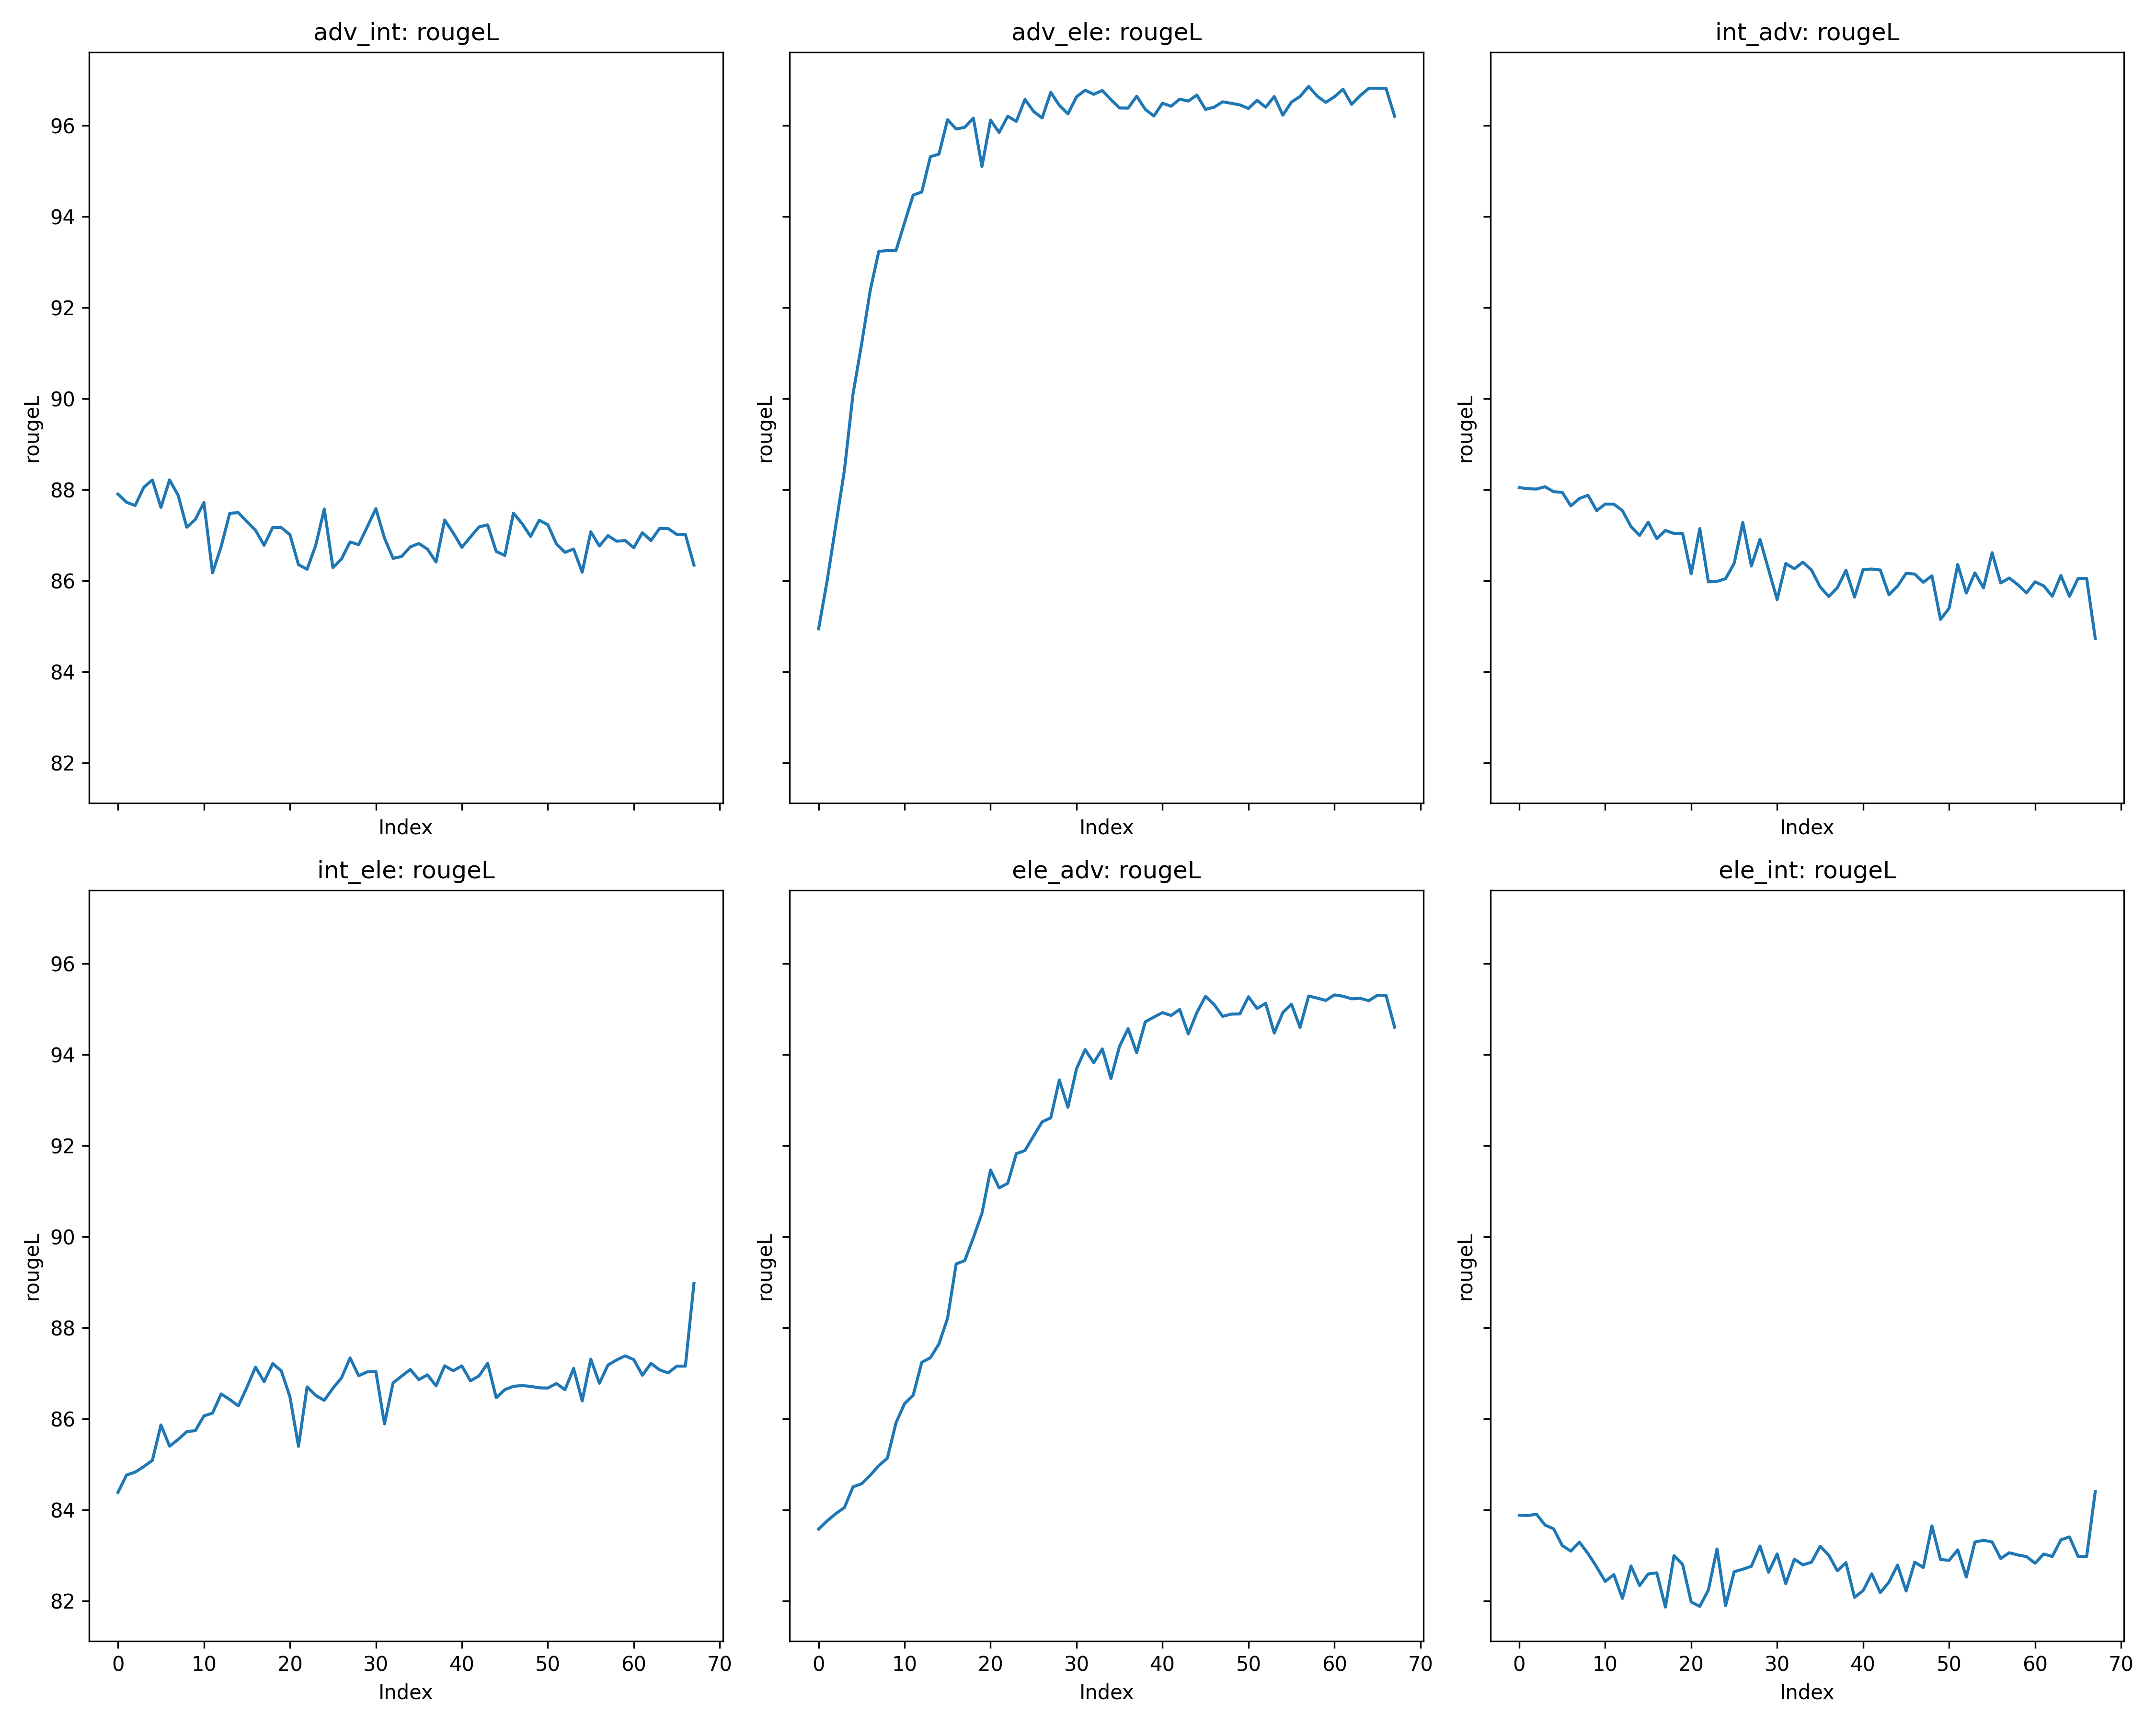 adv_int: rougeL
adv_ele: rougeL
int_adv: rougeL
rougeL
96
94
92
90
88
86
84
82
rougeL
rougeL
Index
Index
Index
int_ele: rougeL
ele_adv: rougeL
ele_int: rougeL
rougeL
96
94
92
90
88
86
84
82
rougeL
rougeL
0 10 20 30 40 50 60 70
0 10 20 30 40 50 60 70
0 10 20 30 40 50 60 70
Index
Index
Index